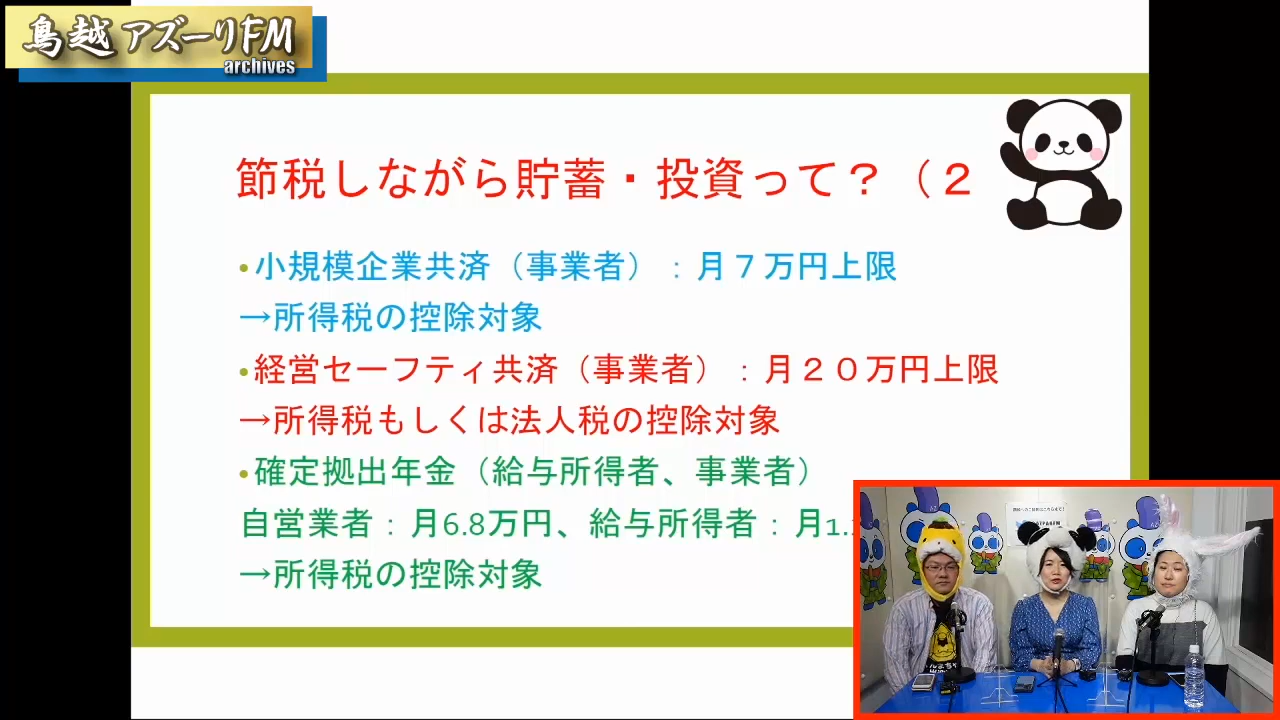 鳥越アズーリFM
archives
節税しながら貯蓄・投資って？（２
・小規模企業共済（事業者）：月７万円上限
→所得税の控除対象
・経営セーフティ共済（事業者）：月２０万円上限
→所得税もしくは法人税の控除対象
・確定拠出年金（給与所得者、事業者）
自営業者：月6.8万円、給与所得者：月1.
→所得税の控除対象